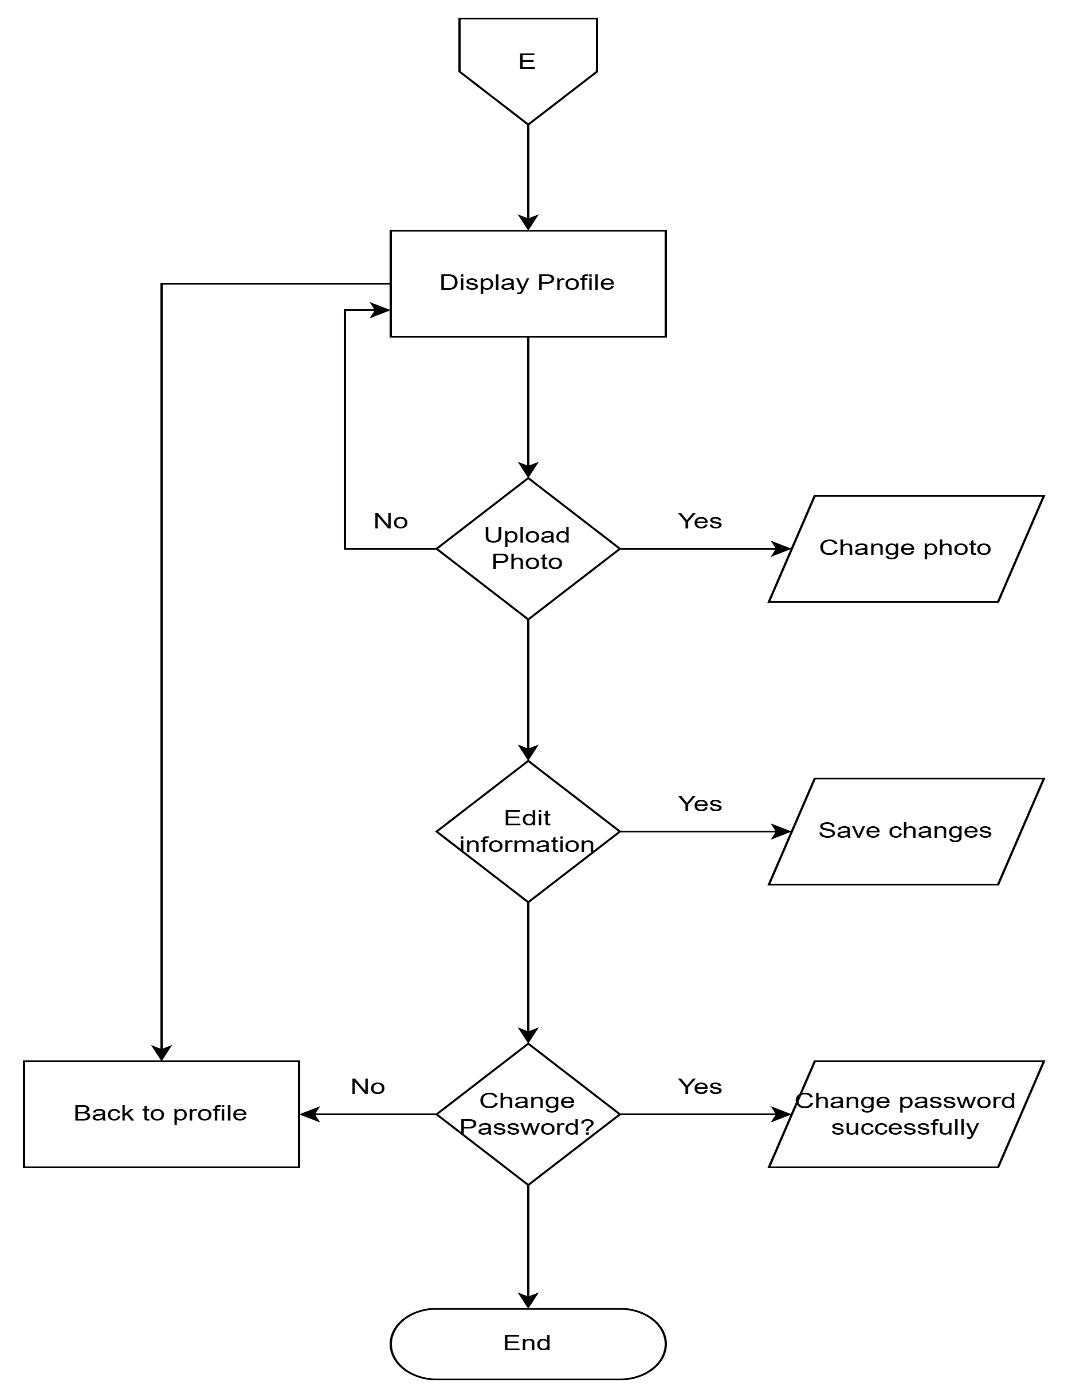 E
Display Profile
No
Upload
Photo
Yes
Change photo
Edit
information
Yes
Save changes
Back to profile
No
Change
Password?
Yes
Change password
successfully
End